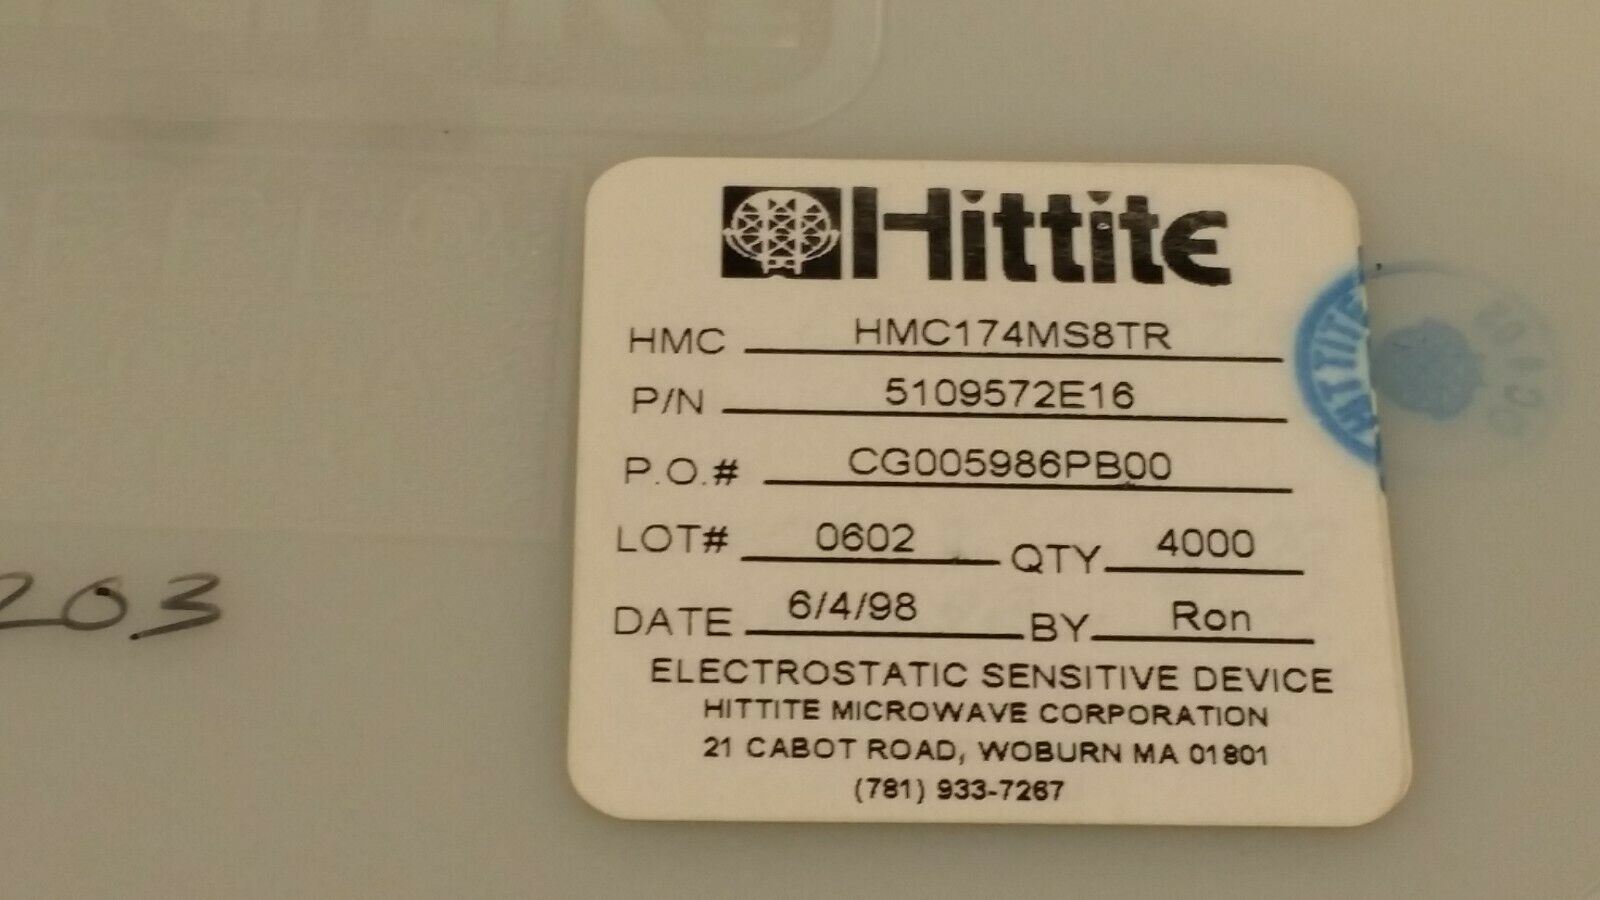 Hittite
HMC HMC174MS8TR
P/N 5109572E16
P.O.# CG005986PB00
LOT# 0602 QTY 4000
DATE 6/4/98 BY Ron
ELECTROSTATIC SENSITIVE DEVICE
HITTITE MICROWAVE CORPORATION
21 CABOT ROAD, WOBURN MA 01801
(781) 933-7267
HITTITE
203